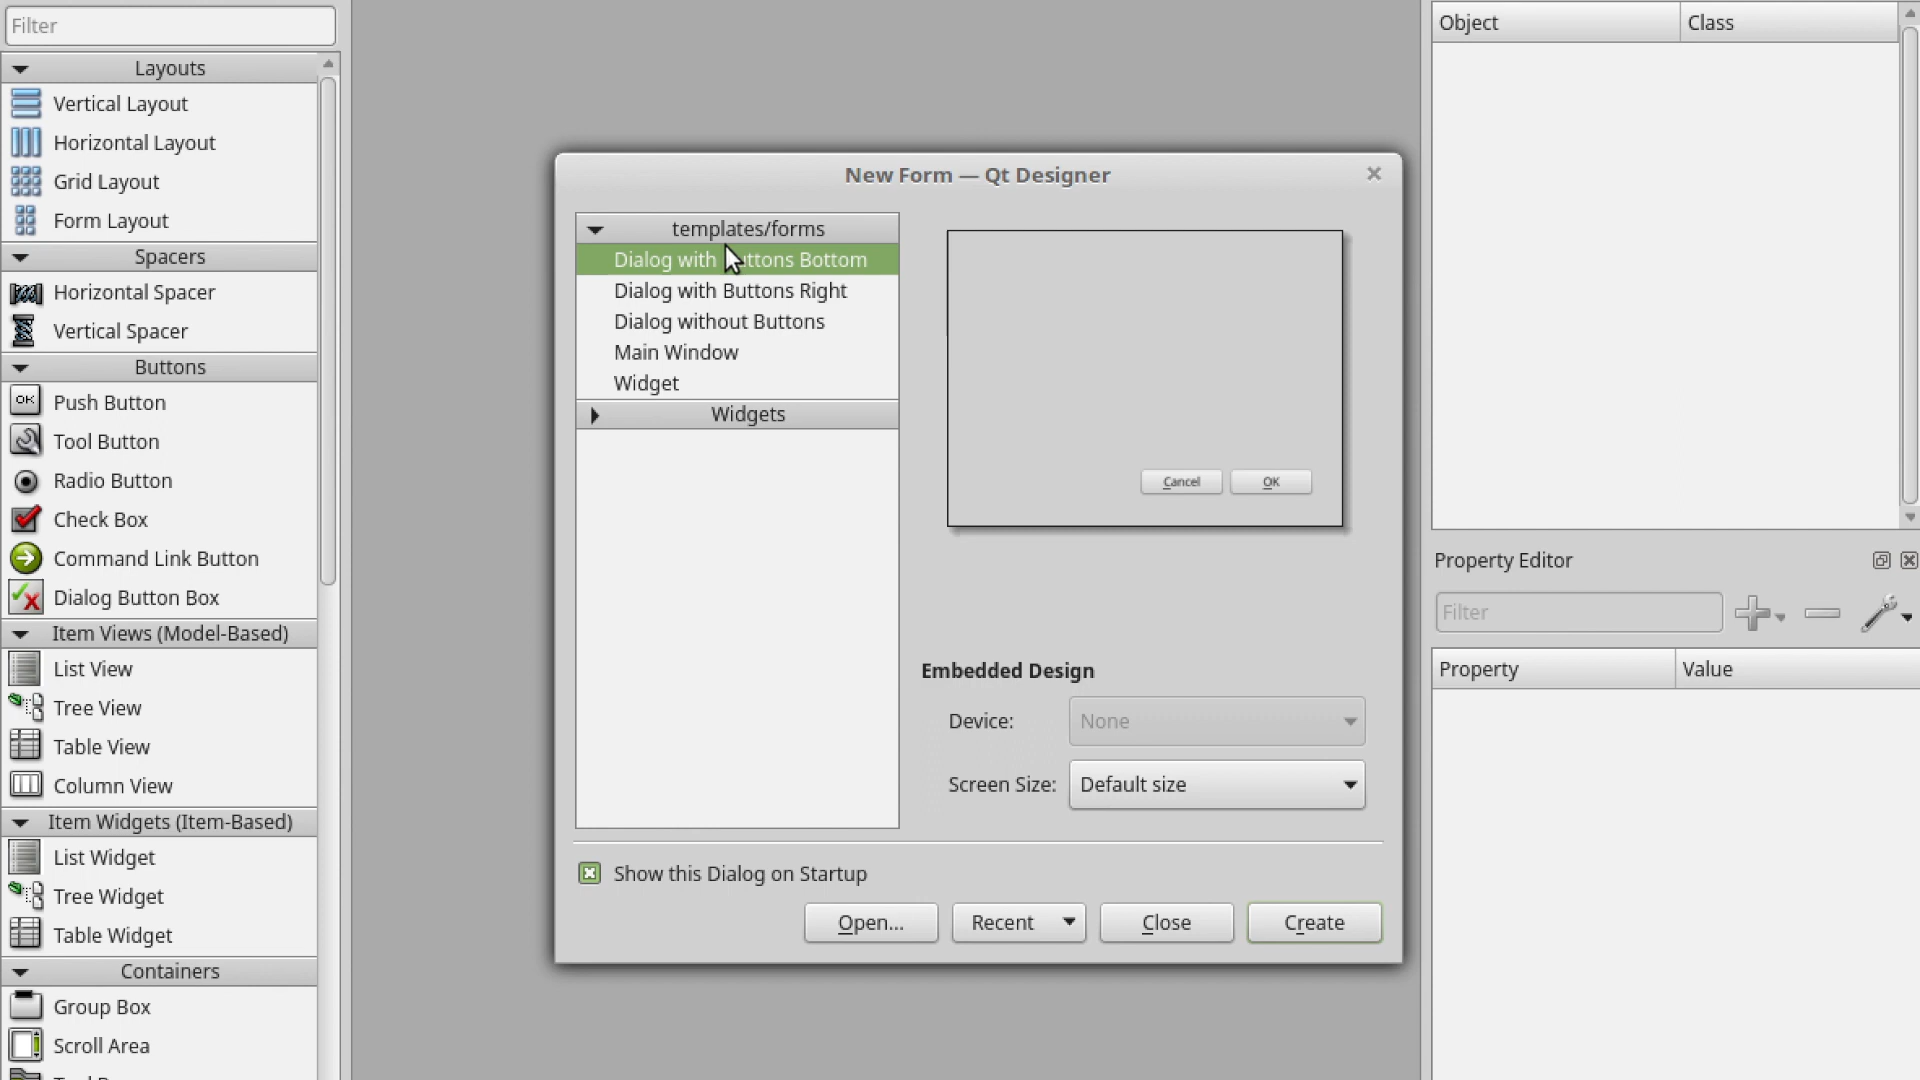 Filter
Layouts
Vertical Layout
Horizontal Layout
Grid Layout
Form Layout
Spacers
Horizontal Spacer
Vertical Spacer
Buttons
OK Push Button
Tool Button
Radio Button
Check Box
Command Link Button
Dialog Button Box
Item Views (Model-Based)
List View
Tree View
Table View
Column View
Item Widgets (Item-Based)
List Widget
Tree Widget
Table Widget
Containers
Group Box
Scroll Area
New Form — Qt Designer
templates/forms
Dialog with Buttons Bottom
Dialog with Buttons Right
Dialog without Buttons
Main Window
Widget
Widgets
Cancel OK
Embedded Design
Device: None
Screen Size: Default size
Show this Dialog on Startup
Open... Recent Close Create
Object Class
Property Editor
Filter
Property Value